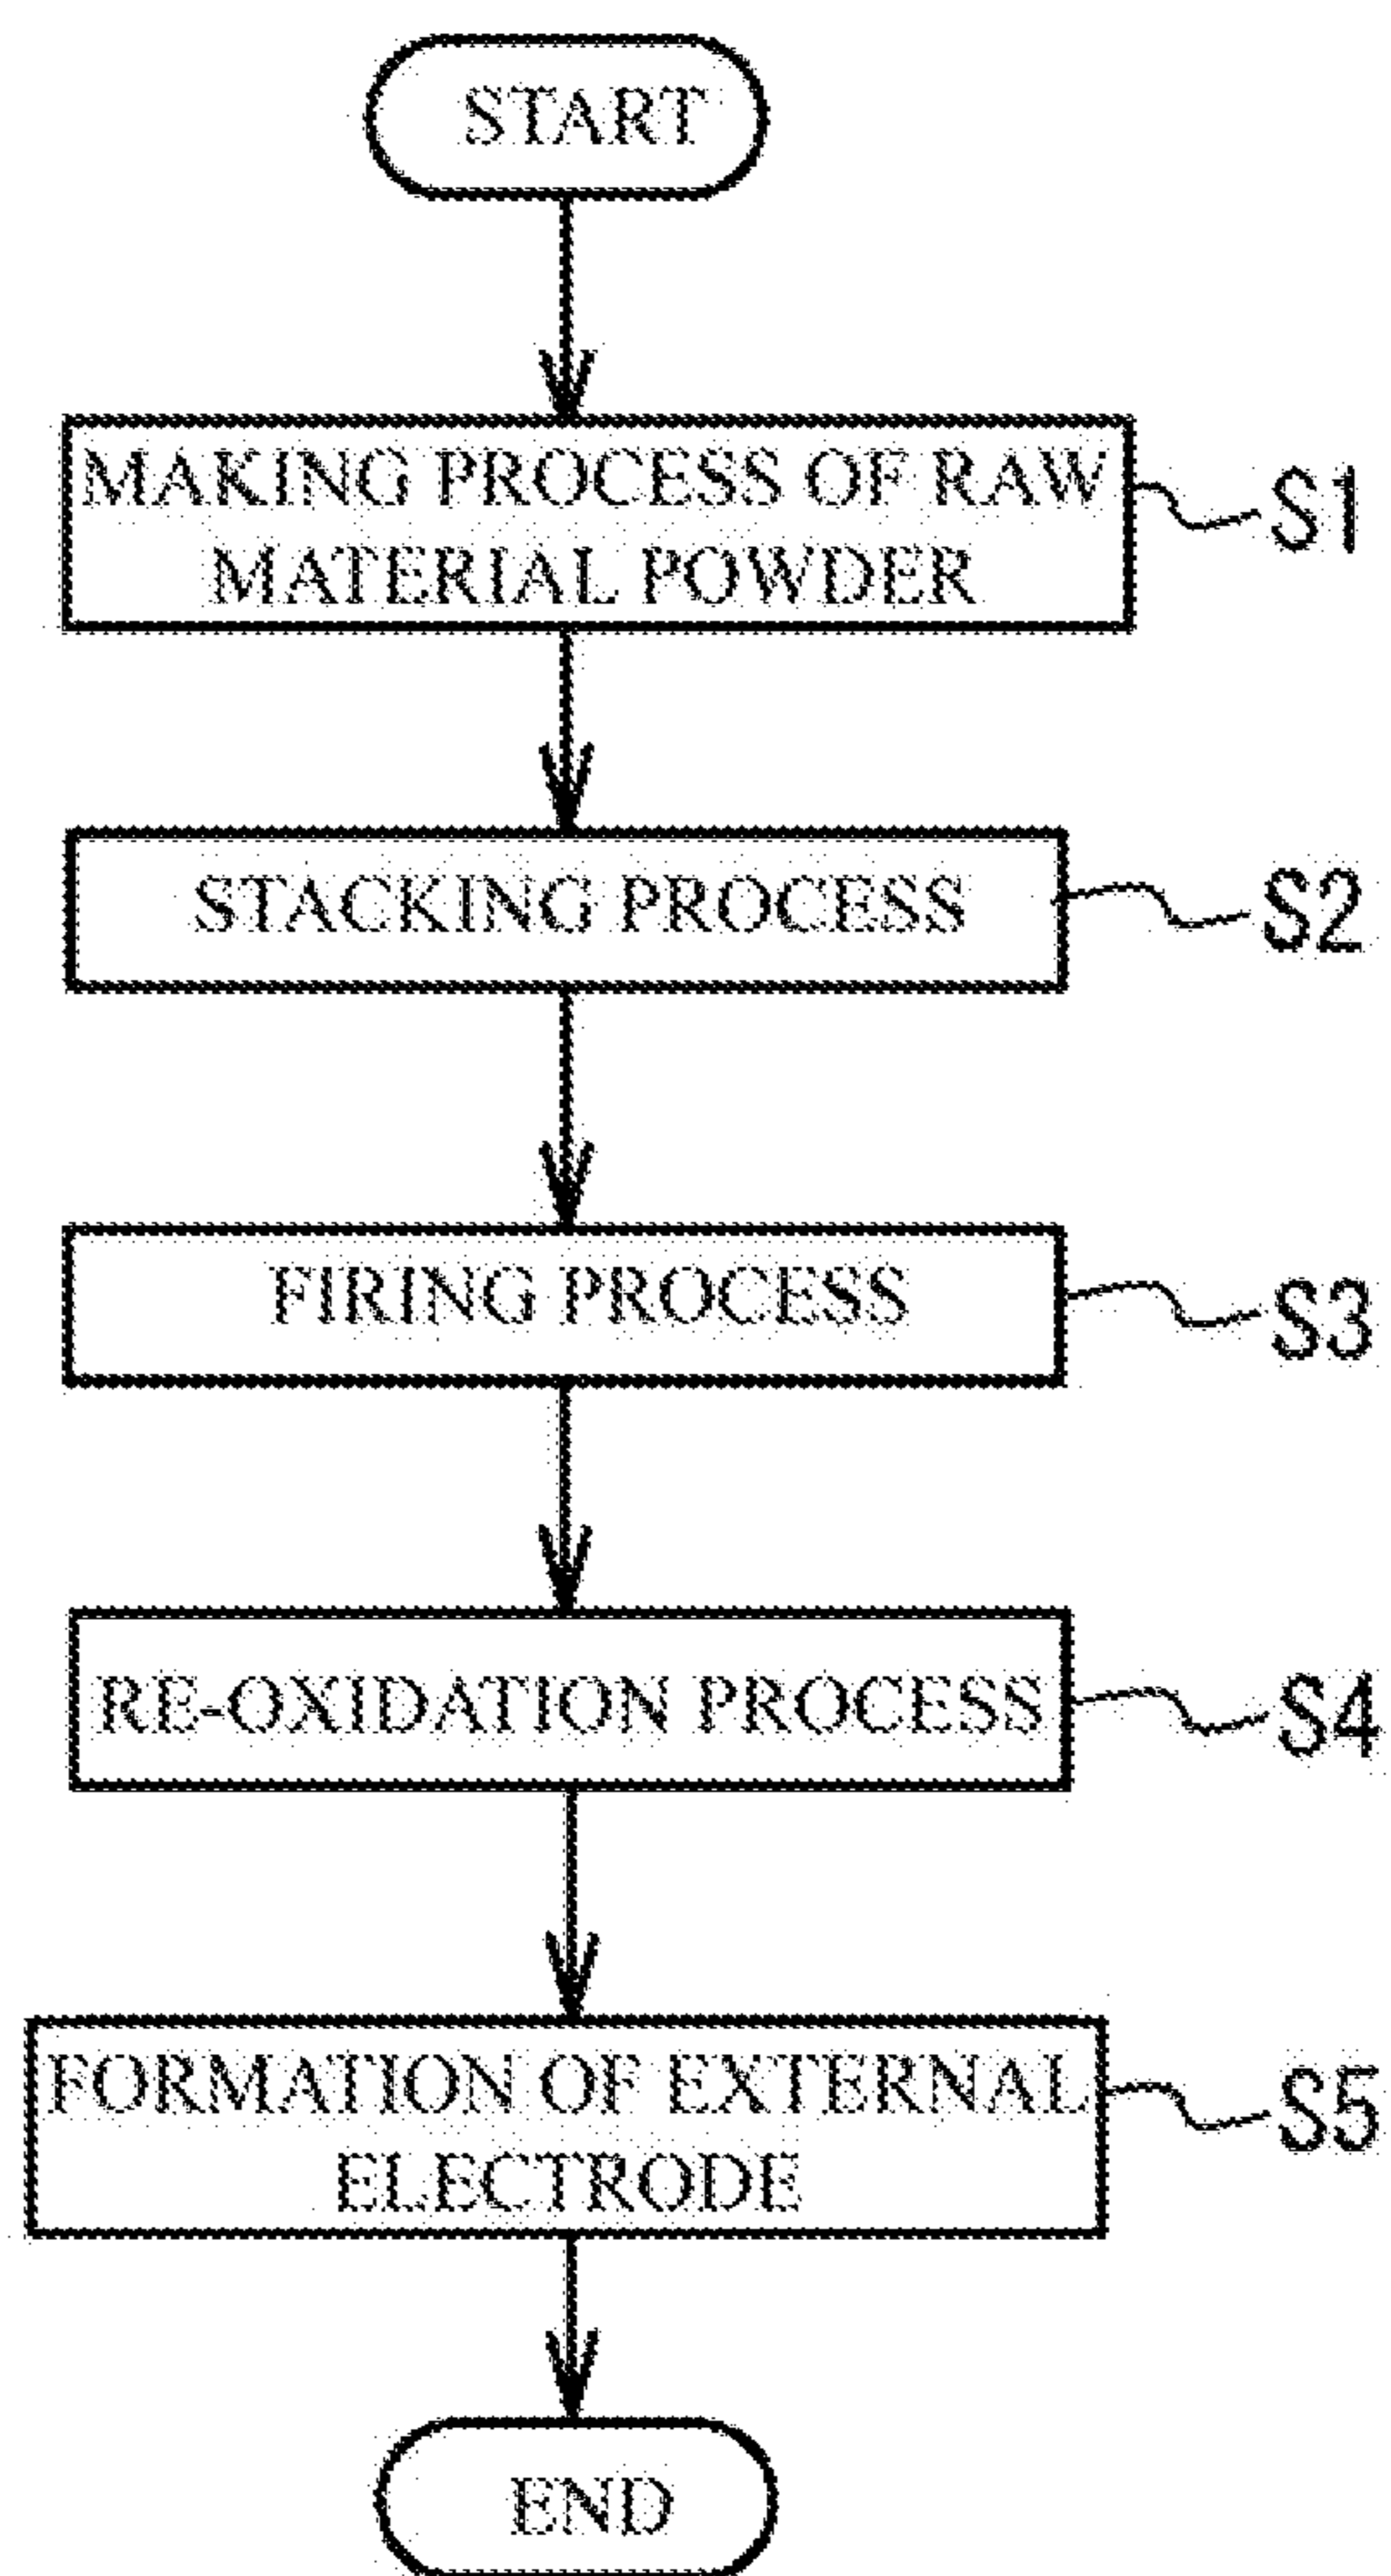 START
MAKING PROCESS OF RAW
MATERIAL POWDER
S1
STACKING PROCESS
S2
FIRING PROCESS
S3
RE-OXIDATION PROCESS
S4
FORMATION OF EXTERNAL
ELECTRODE
S5
END